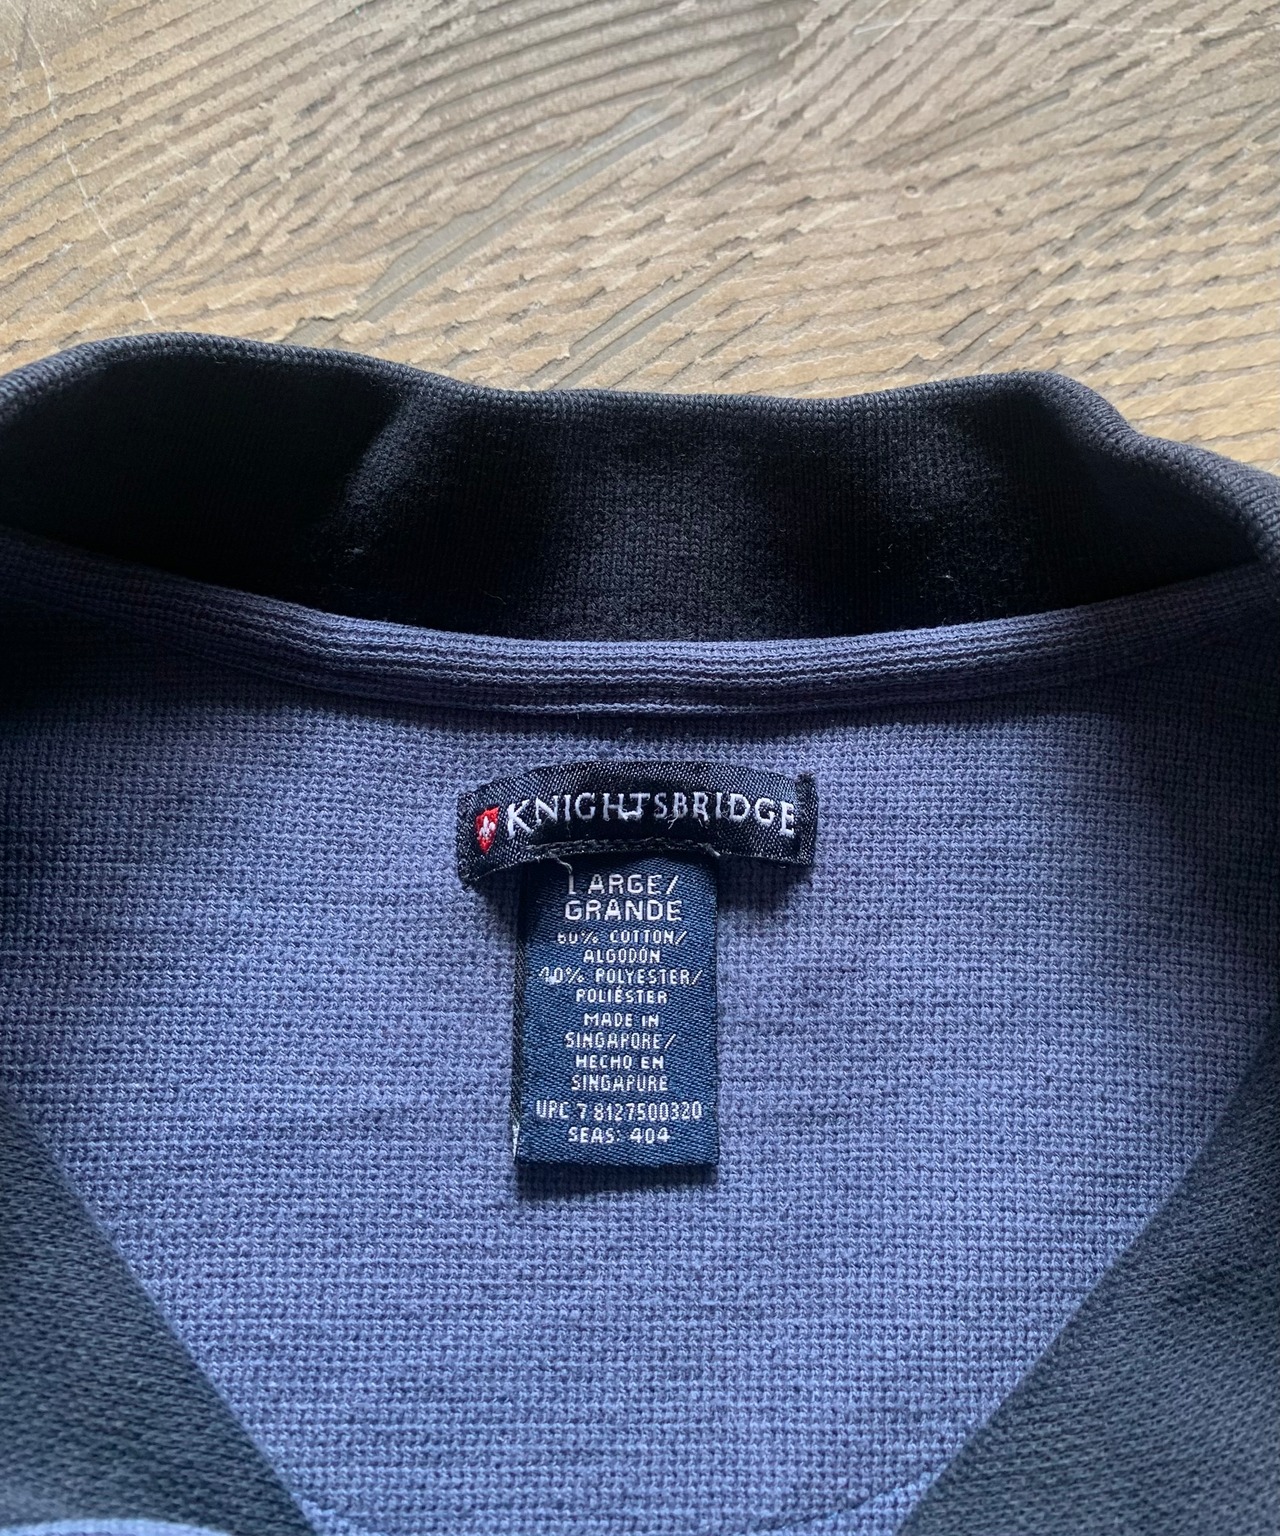 KNIGHTSBRIDGE
LARGE/
GRANDE
60% COTTON/
ALGODÓN
40% POLYESTER/
POLIÉSTER
MADE IN
SINGAPORE/
HECHO EN
SINGAPURE
UPC 7 8127500320
SEAS: 404